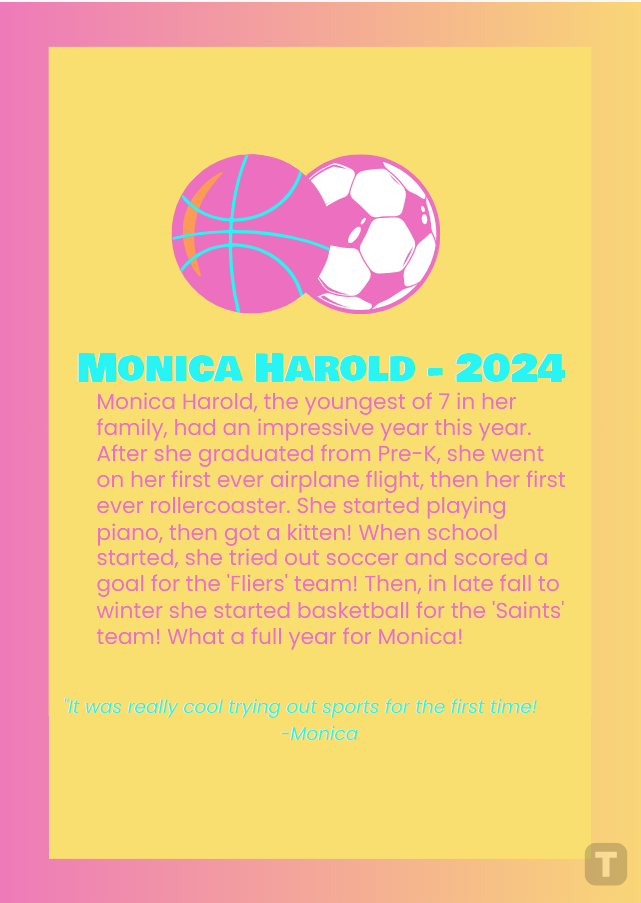 Monica Harold - 2024
Monica Harold, the youngest of 7 in her
family, had an impressive year this year.
After she graduated from Pre-K, she went
on her first ever airplane flight, then her first
ever rollercoaster. She started playing
piano, then got a kitten! When school
started, she tried out soccer and scored a
goal for the 'Fliers' team! Then, in late fall to
winter she started basketball for the 'Saints'
team! What a full year for Monica!
"It was really cool trying out sports for the first time!
-Monica
T